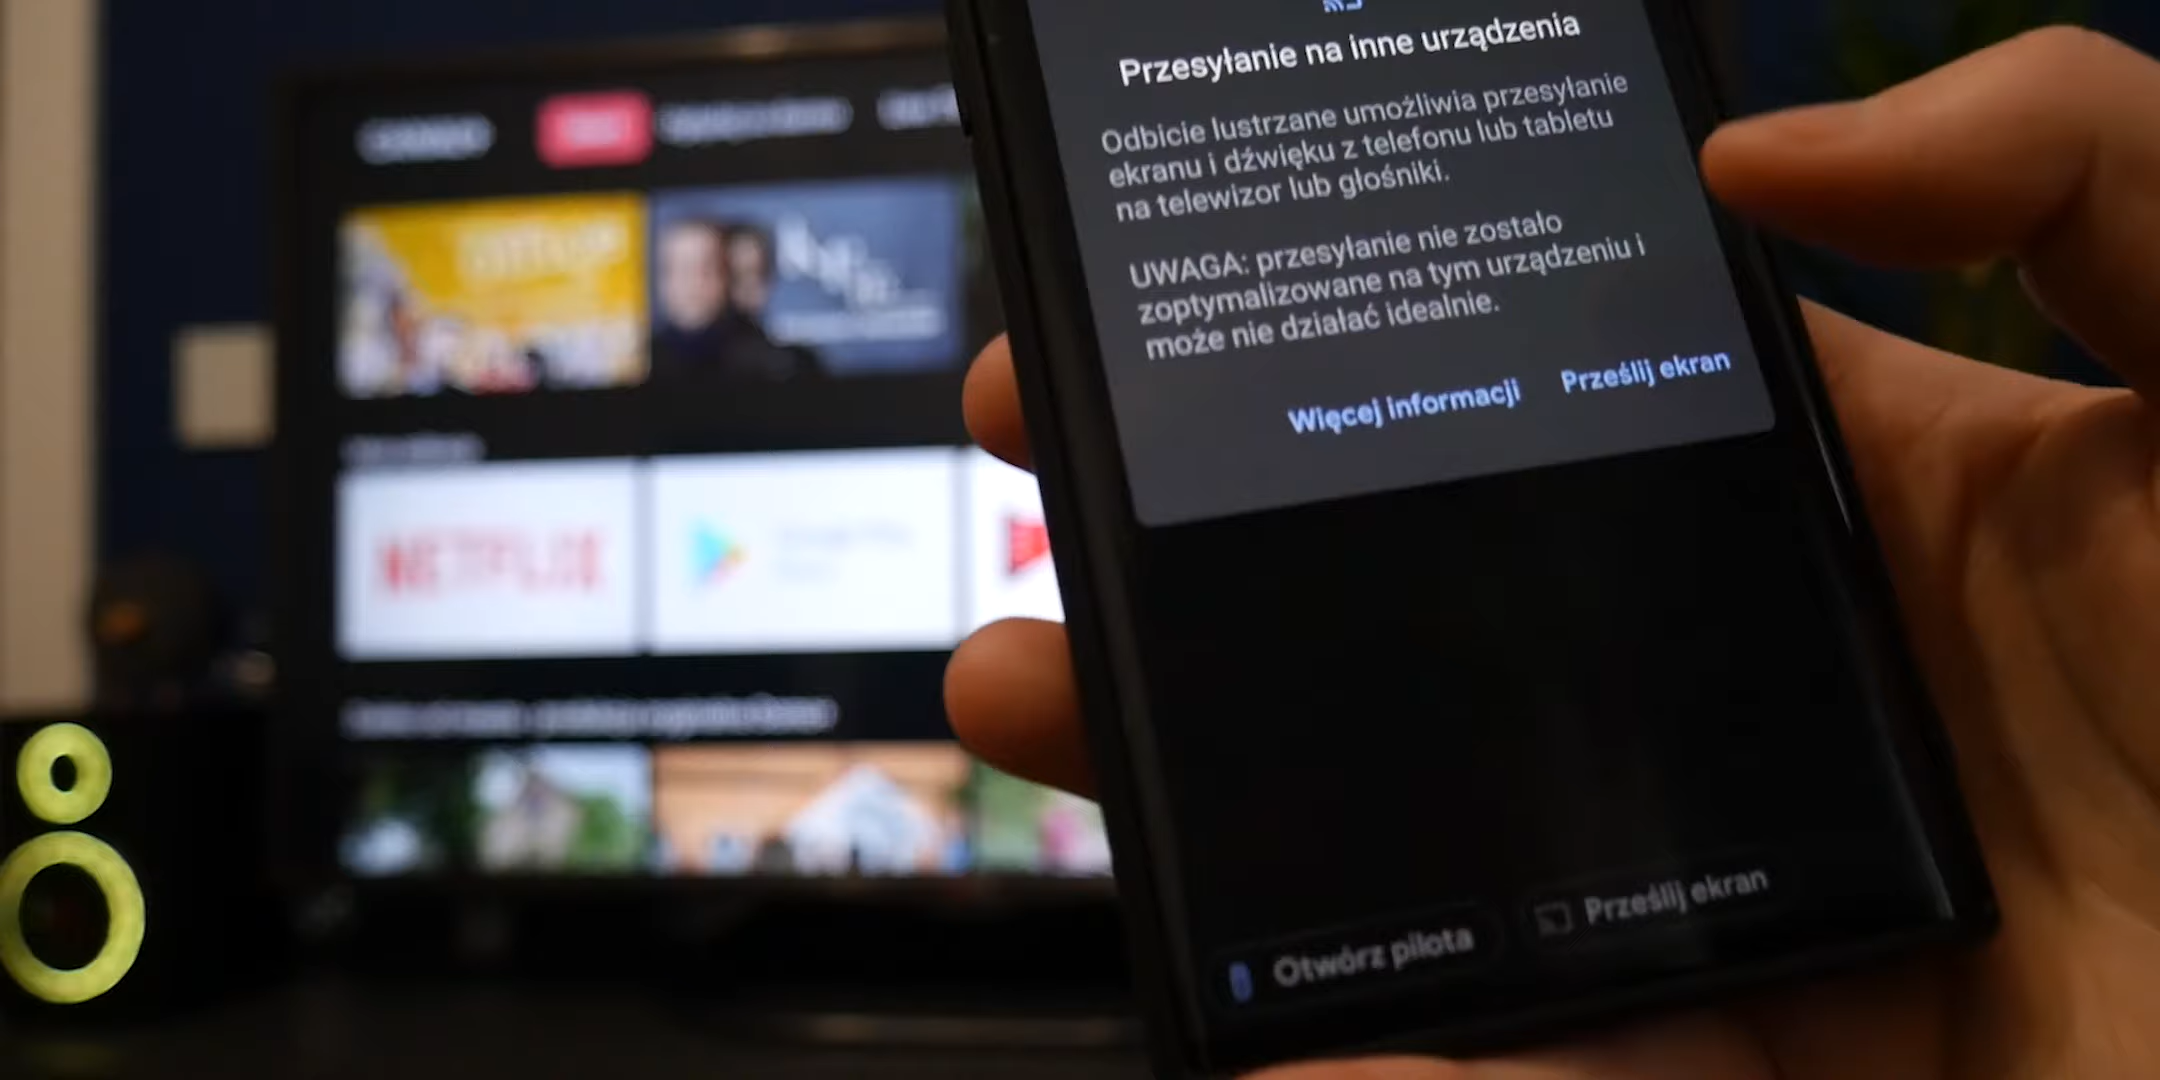 Przesyłanie na inne urządzenia
Odbicie lustrzane umożliwia przesyłanie
ekranu i dźwięku z telefonu lub tabletu
na telewizor lub głośniki.
UWAGA: przesyłanie nie zostało
zoptymalizowane na tym urządzeniu i
może nie działać idealnie.
Więcej informacji
Prześlij ekran
Otwórz pilota
Prześlij ekran
NETFLIX